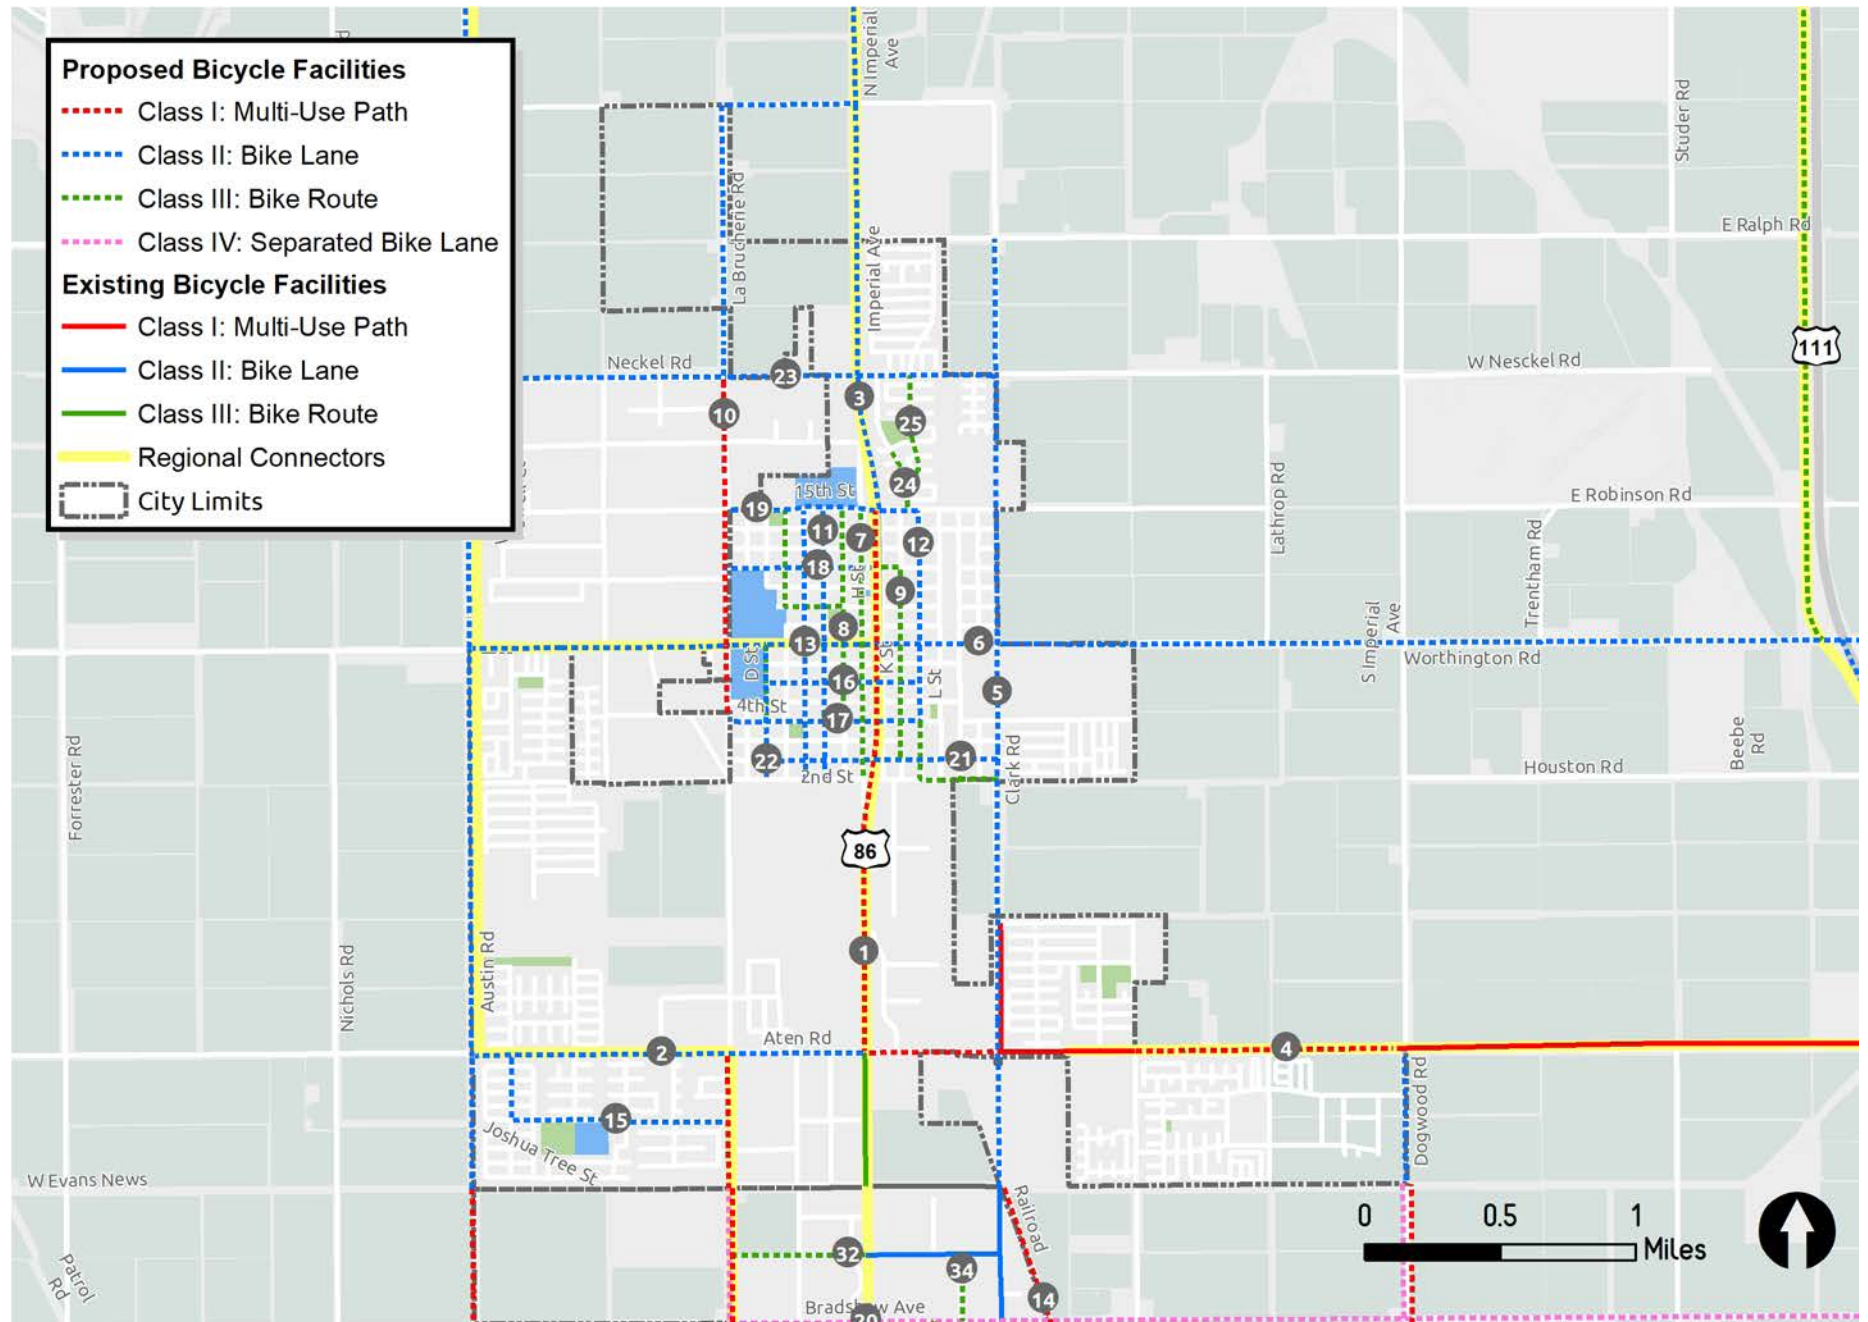 Proposed Bicycle Facilities
Class I: Multi-Use Path
Class II: Bike Lane
Class III: Bike Route
Class IV: Separated Bike Lane
Existing Bicycle Facilities
Class I: Multi-Use Path
Class II: Bike Lane
Class III: Bike Route
Regional Connectors
City Limits
N Imperial
Ave
Studer Rd
La Brucherie Rd
Imperial Ave
E Ralph Rd
111
Neckel Rd
23
W Nesckel Rd
10
3
25
24
15th St
19
E Robinson Rd
Lathrop Rd
Trentham Rd
11
7
12
18
H St
9
8
13
6
S Imperial
Ave
Worthington Rd
D St
K St
16
L St
5
4th St
17
22
21
2nd St
Clark Rd
Houston Rd
Beebe
Rd
Forrester Rd
86
Nichols Rd
Austin Rd
1
Aten Rd
2
4
Dogwood Rd
15
Joshua Tree St
W Evans News
Railroad
0
0.5
1
Miles
32
34
14
Patrol
Rd
Bradshaw Ave
20